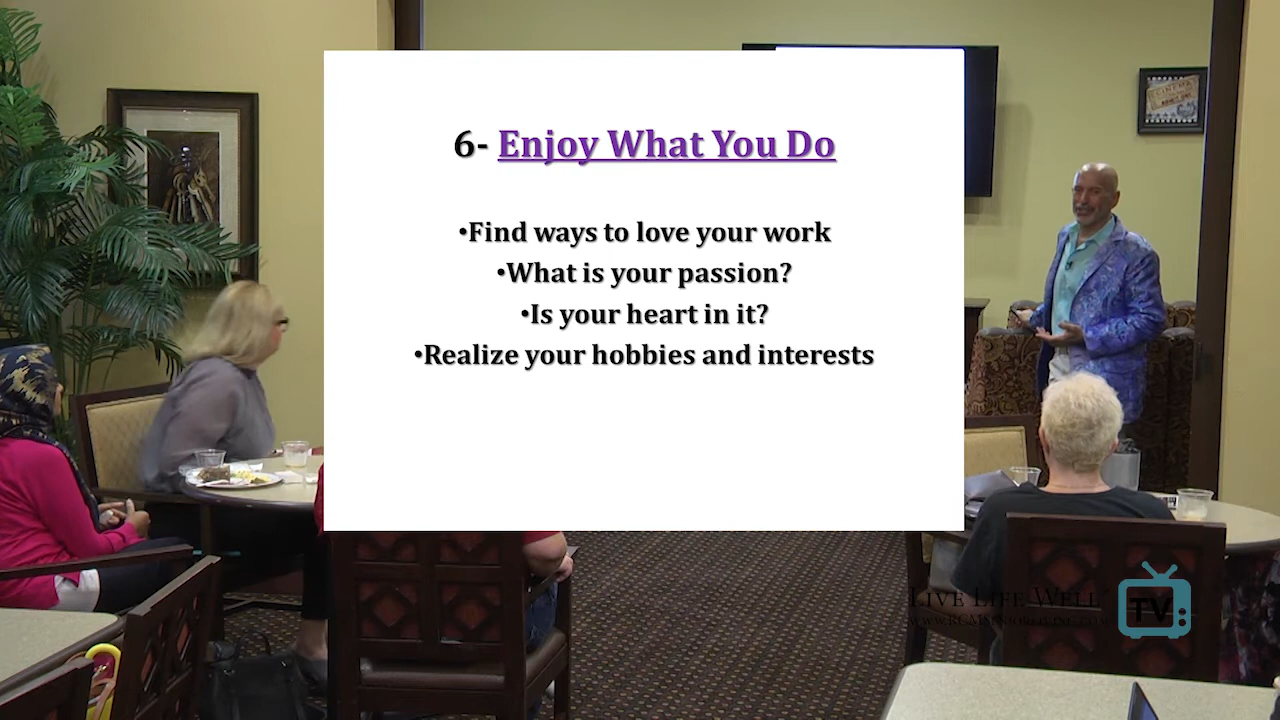 CINEMA
6- Enjoy What You Do
•Find ways to love your work
•What is your passion?
•Is your heart in it?
•Realize your hobbies and interests
LIVE LIFE WELL
TV